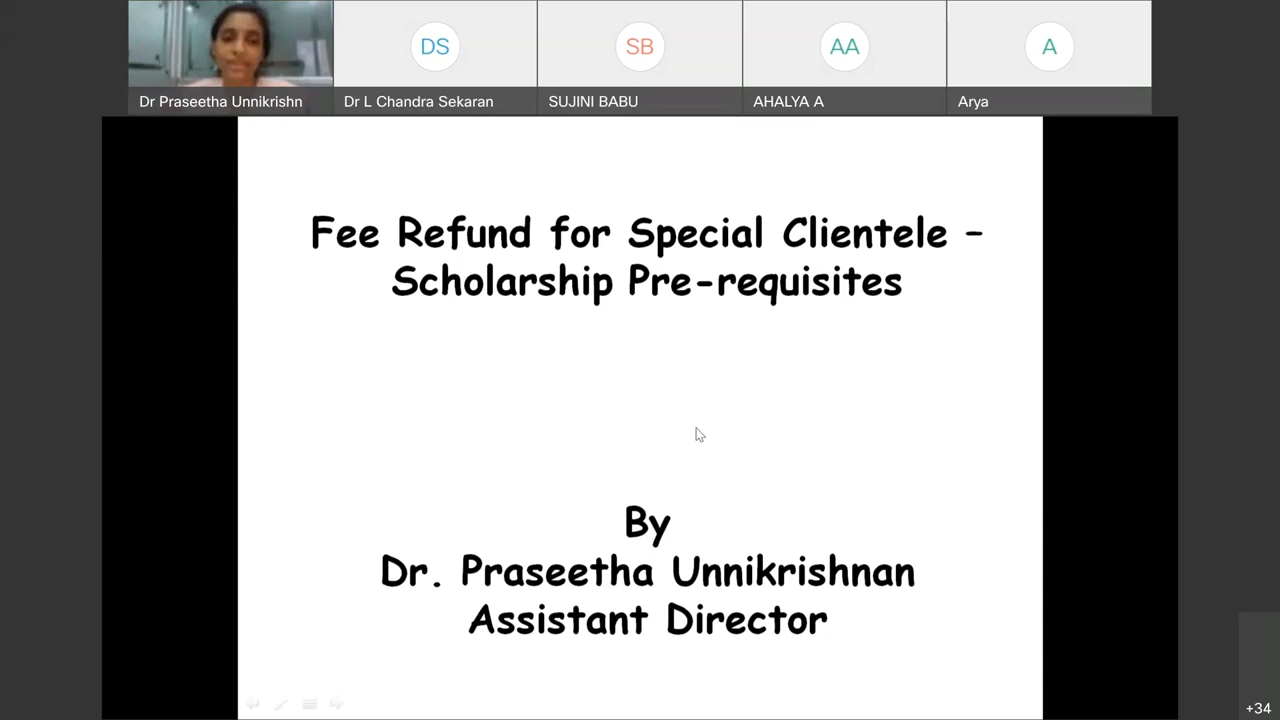 DS
SB
AA
A
Dr Praseetha Unnikrishn
Dr L Chandra Sekaran
SUJINI BABU
AHALYA A
Arya
Fee Refund for Special Clientele –
Scholarship Pre-requisites
By
Dr. Praseetha Unnikrishnan
Assistant Director
+34